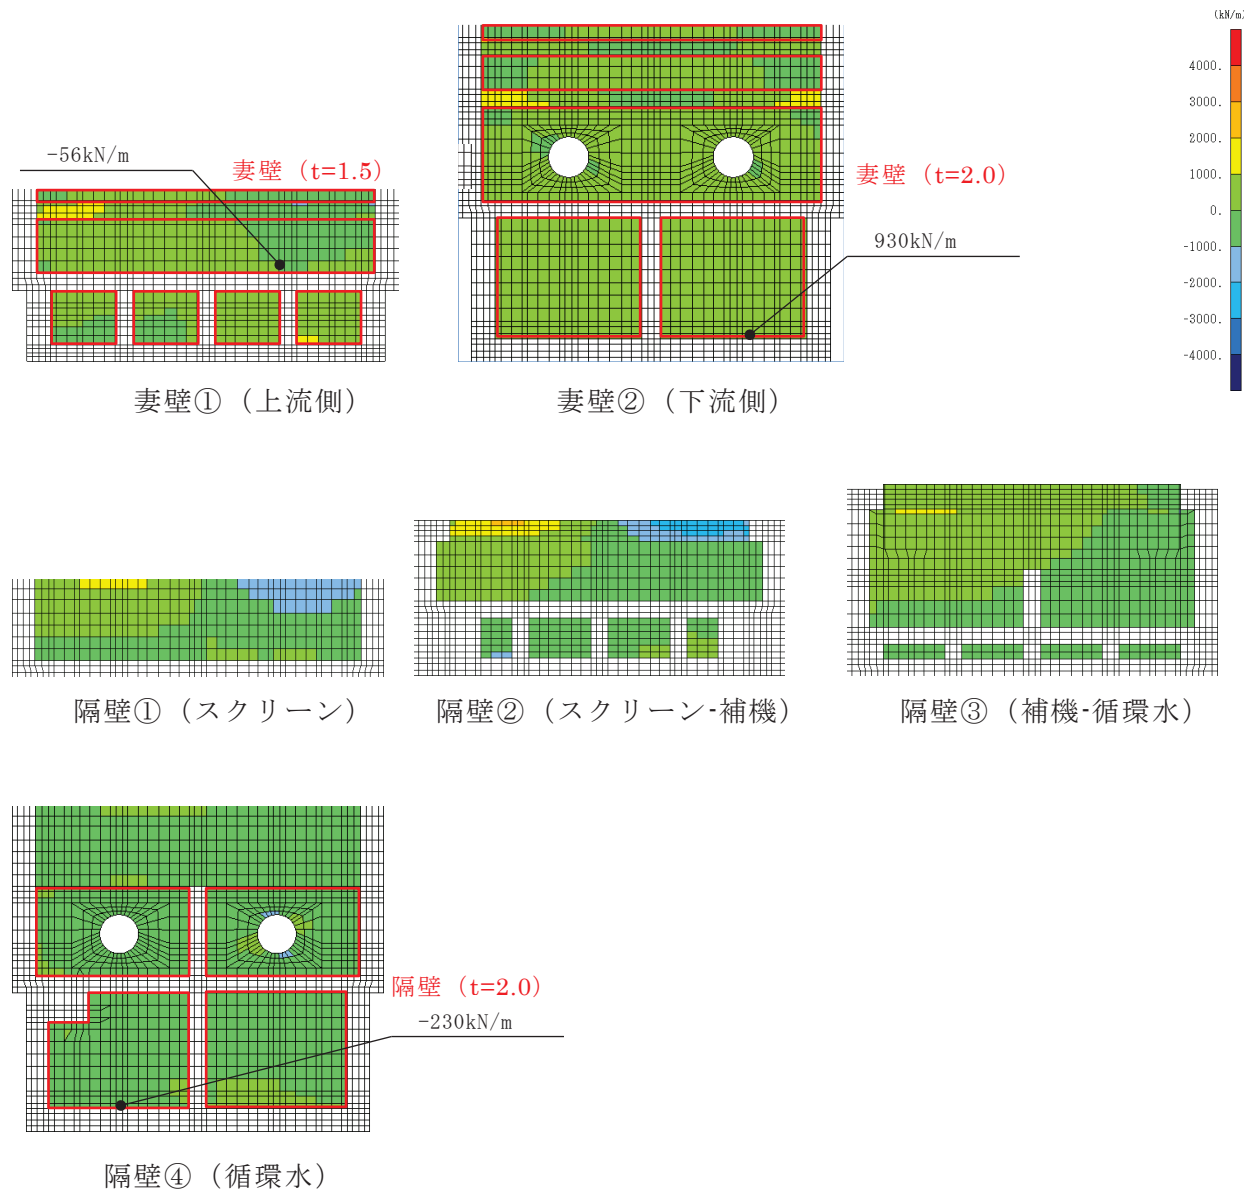 (kN/m)
4000.
3000.
2000.
1000.
0.
-1000.
-2000.
-3000.
-4000.
-56kN/m
妻壁（t=1.5）
妻壁（t=2.0）
930kN/m
妻壁①（上流側）
妻壁②（下流側）
隔壁①（スクリーン）
隔壁②（スクリーン-補機）
隔壁③（補機-循環水）
隔壁（t=2.0）
-230kN/m
隔壁④（循環水）